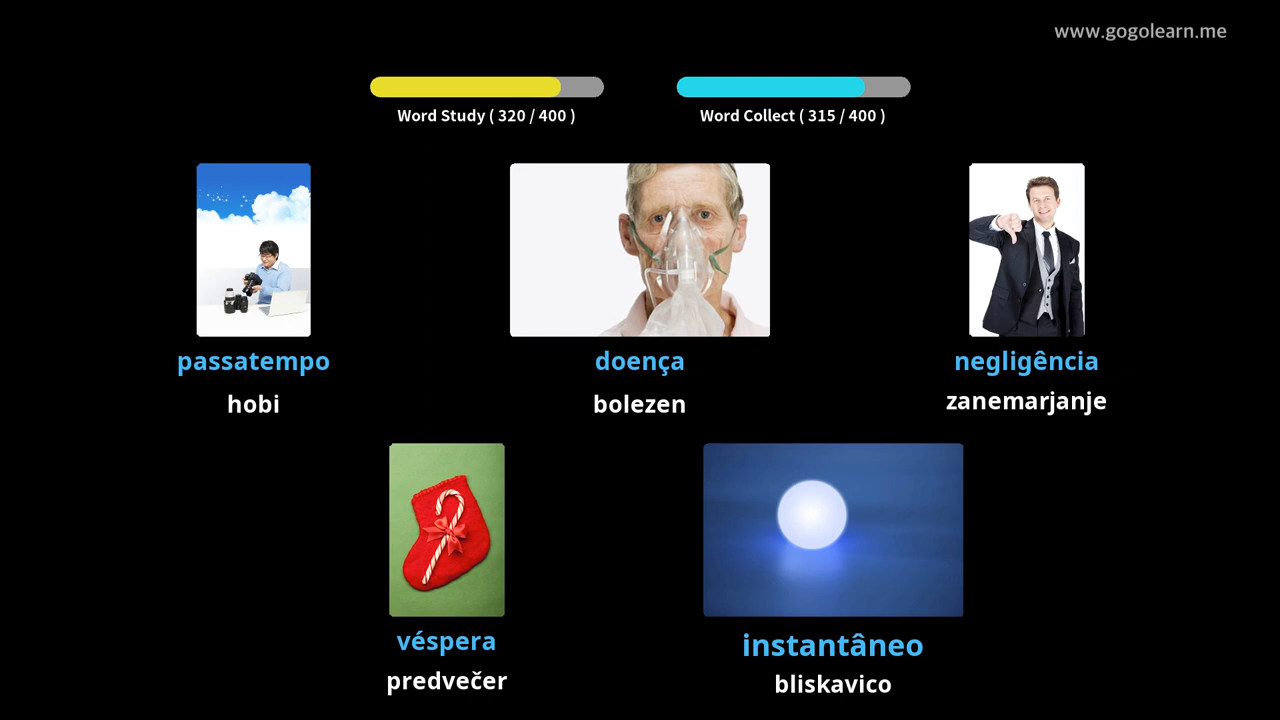 www.gogolearn.me
Word Study ( 320 / 400 )
Word Collect ( 315 / 400 )
passatempo
hobi
doença
bolezen
negligência
zanemarjanje
véspera
predvečer
instantâneo
bliskavico